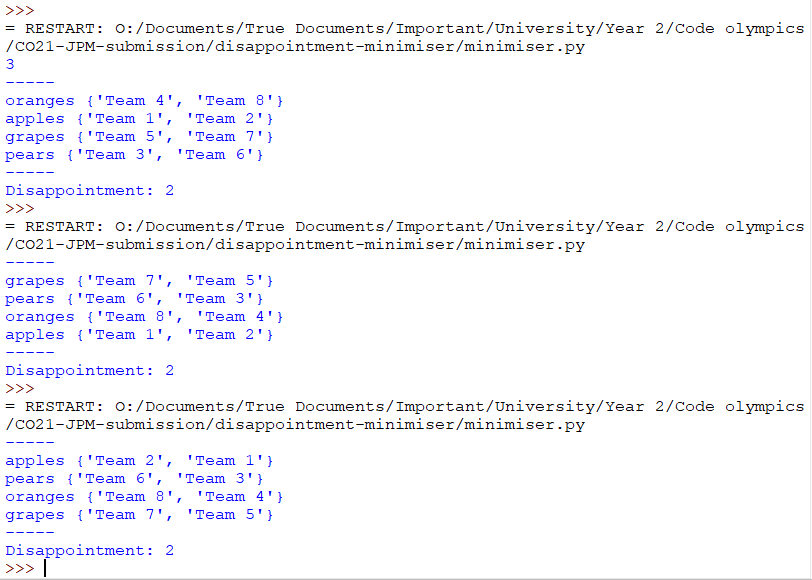 >>>
= RESTART: O:/Documents/True Documents/Important/University/Year 2/Code olympics
/CO21-JPM-submission/disappointment-minimiser/minimiser.py
3
-----
oranges {'Team 4', 'Team 8'}
apples {'Team 1', 'Team 2'}
grapes {'Team 5', 'Team 7'}
pears {'Team 3', 'Team 6'}
-----
Disappointment: 2
>>>
= RESTART: O:/Documents/True Documents/Important/University/Year 2/Code olympics
/CO21-JPM-submission/disappointment-minimiser/minimiser.py
-----
grapes {'Team 7', 'Team 5'}
pears {'Team 6', 'Team 3'}
oranges {'Team 8', 'Team 4'}
apples {'Team 1', 'Team 2'}
-----
Disappointment: 2
>>>
= RESTART: O:/Documents/True Documents/Important/University/Year 2/Code olympics
/CO21-JPM-submission/disappointment-minimiser/minimiser.py
-----
apples {'Team 2', 'Team 1'}
pears {'Team 6', 'Team 3'}
oranges {'Team 8', 'Team 4'}
grapes {'Team 7', 'Team 5'}
-----
Disappointment: 2
>>>